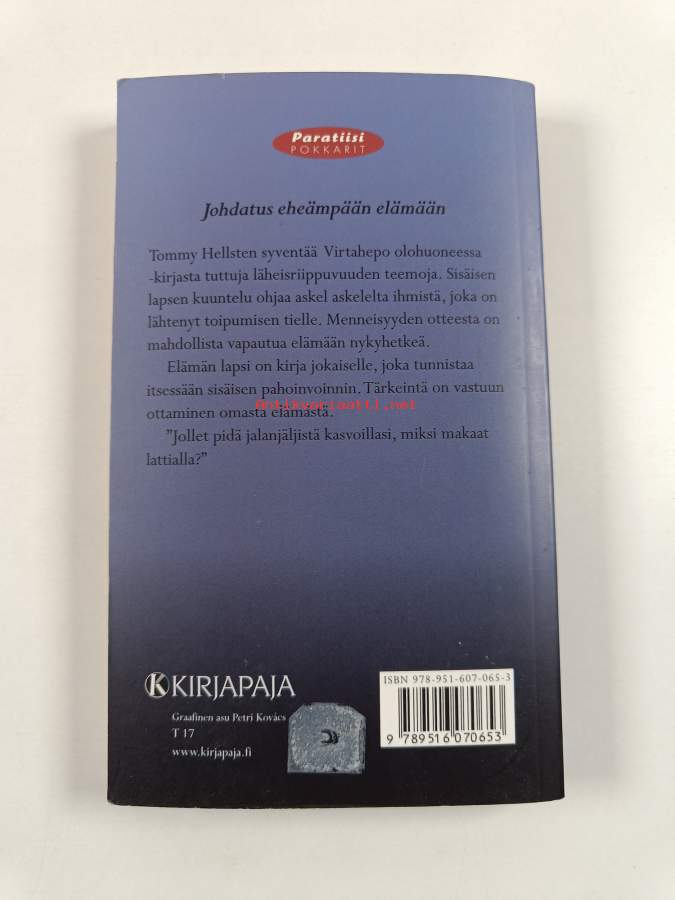 Paratiisi
POKKARIT
Johdatus eheämpään elämään
Tommy Hellsten syventää Virtahepo olohuoneessa
-kirjasta tuttuja läheisriippuvuuden teemoja. Sisäisen
lapsen kuuntelu ohjaa askel askelelta ihmistä, joka on
lähtenyt toipumisen tielle. Menneisyyden otteesta on
mahdollista vapautua elämään nykyhetkeä.
Elämän lapsi on kirja jokaiselle, joka tunnistaa
itsessään sisäisen pahoinvoinnin. Tärkeintä on vastuun
ottaminen omasta elämästä.
Antikvariaatti.net
"Jollet pidä jalanjäljistä kasvoillasi, miksi makaat
lattialla?"
KIRJAPAJA
Graafinen asu Petri Kovács
T 17
www.kirjapaja.fi
ISBN 978-951-607-065-3
9 789516 070653